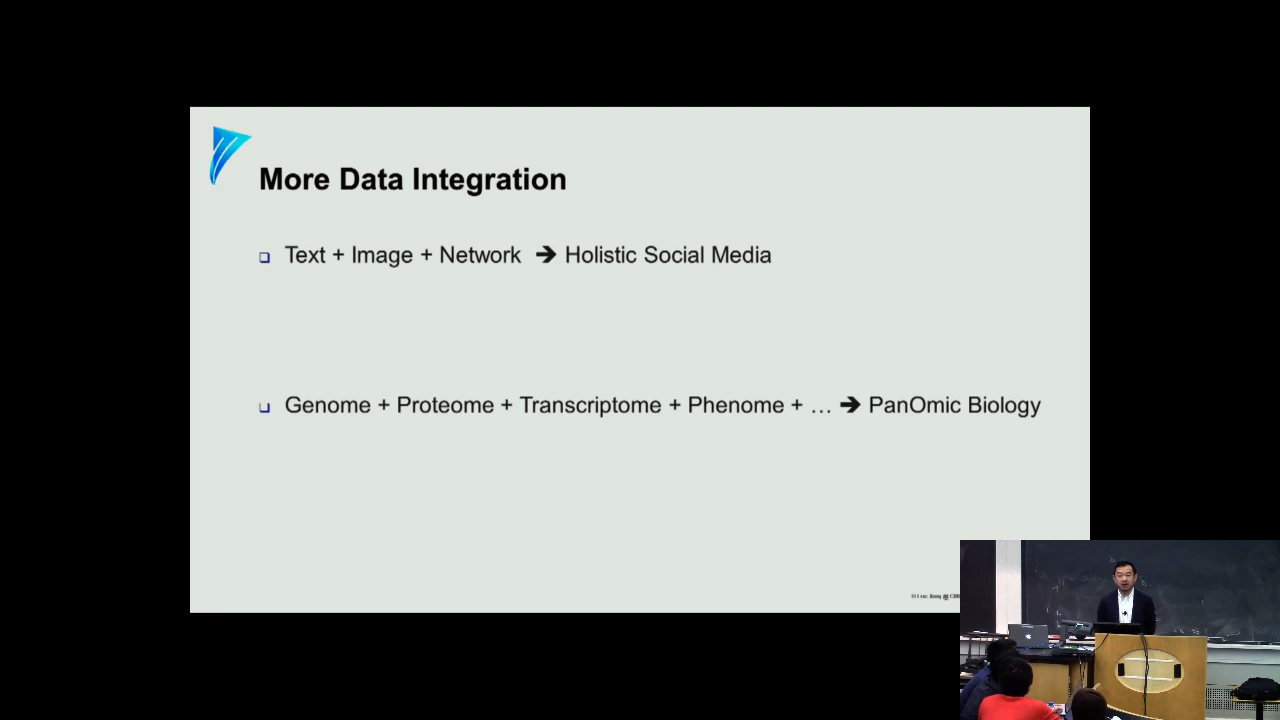 More Data Integration
Text + Image + Network ➔ Holistic Social Media
Genome + Proteome + Transcriptome + Phenome + … ➔ PanOmic Biology